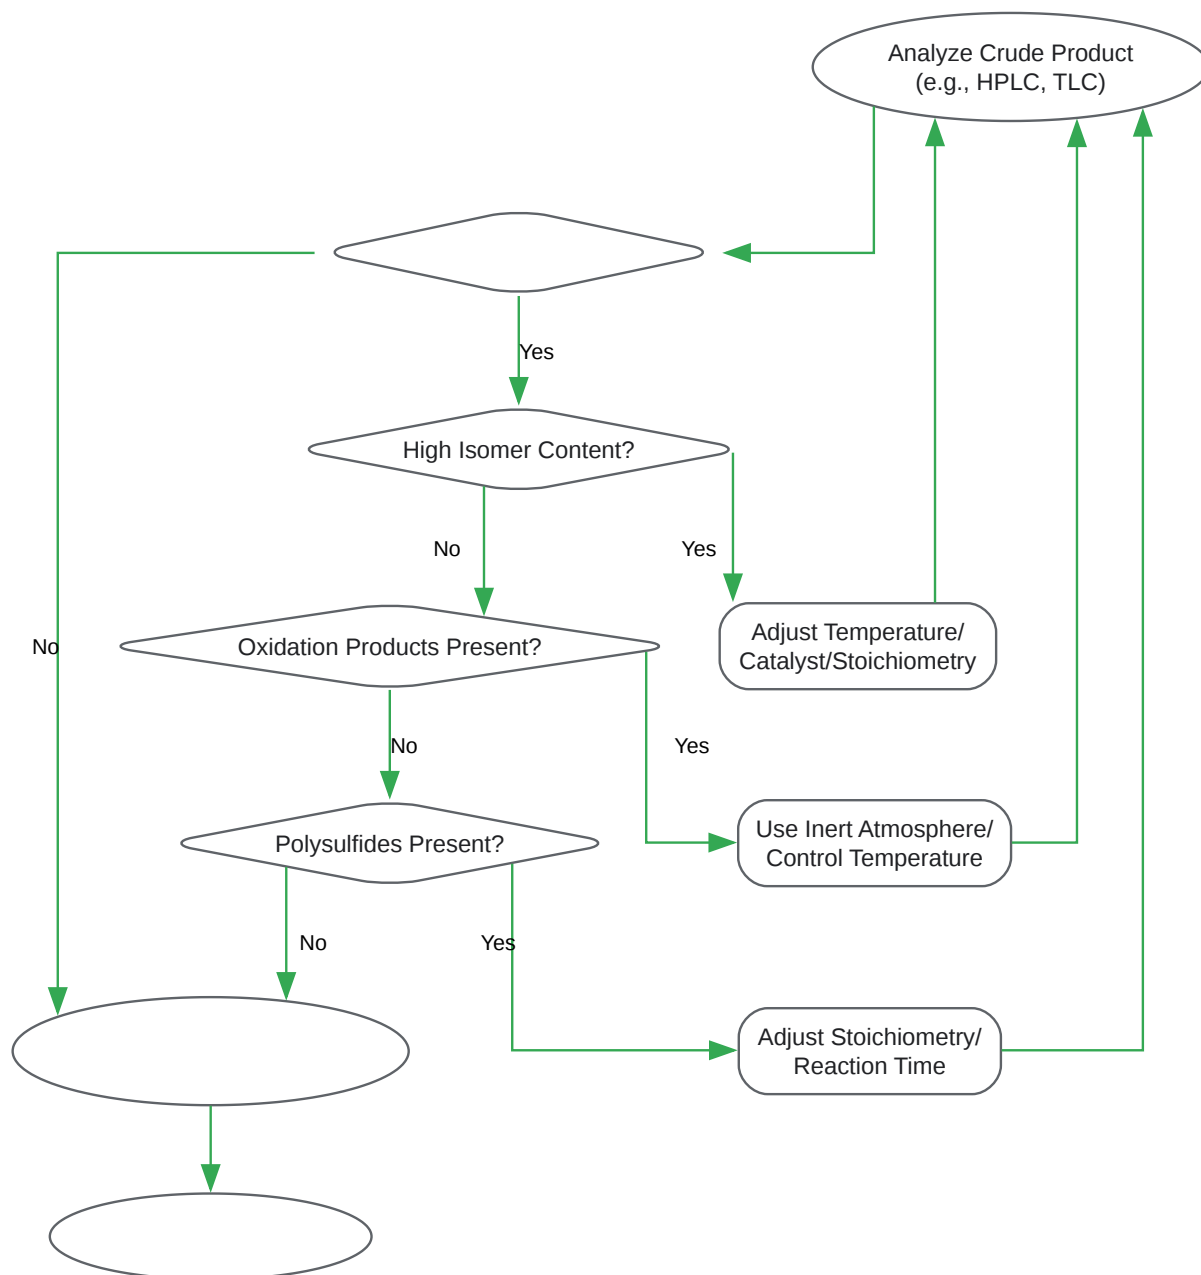 Analyze Crude Product
(e.g., HPLC, TLC)
Yes
High Isomer Content?
No
Yes
Adjust Temperature/
Catalyst/Stoichiometry
No
Oxidation Products Present?
No
Yes
Use Inert Atmosphere/
Control Temperature
Polysulfides Present?
No
Yes
Adjust Stoichiometry/
Reaction Time